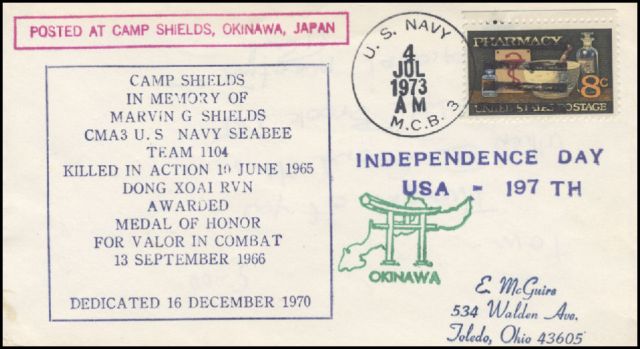 POSTED AT CAMP SHIELDS, OKINAWA, JAPAN
CAMP SHIELDS
IN MEMORY OF
MARVIN G SHIELDS
CMA3 U.S NAVY SEABEE
TEAM 1104
KILLED IN ACTION 10 JUNE 1965
DONG XOAI RVN
AWARDED
MEDAL OF HONOR
FOR VALOR IN COMBAT
13 SEPTEMBER 1966
DEDICATED 16 DECEMBER 1970
U.S. NAVY
4
JUL
1973
AM
M.C.B. 3
PHARMACY
8c
UNITED STATES POSTAGE
INDEPENDENCE DAY
USA - 197 TH
OKINAWA
E. McGuire
534 Walden Ave.
Toledo, Ohio 43605